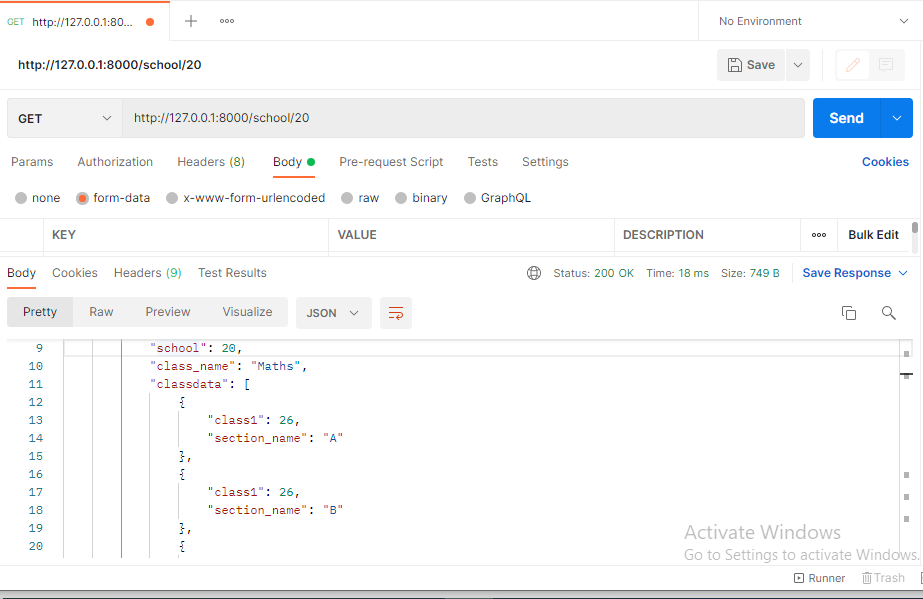 GET http://127.0.0.1:80... No Environment
http://127.0.0.1:8000/school/20 Save
GET http://127.0.0.1:8000/school/20 Send
Params Authorization Headers (8) Body Pre-request Script Tests Settings Cookies
none form-data x-www-form-urlencoded raw binary GraphQL
KEY VALUE DESCRIPTION Bulk Edit
Body Cookies Headers (9) Test Results Status: 200 OK Time: 18 ms Size: 749 B Save Response
Pretty Raw Preview Visualize JSON
9 "school": 20,
10 "class_name": "Maths",
11 "classdata": [
12 {
13 "class1": 26,
14 "section_name": "A"
15 },
16 {
17 "class1": 26,
18 "section_name": "B"
19 },
20 {
Activate Windows
Go to Settings to activate Windows.
Runner Trash